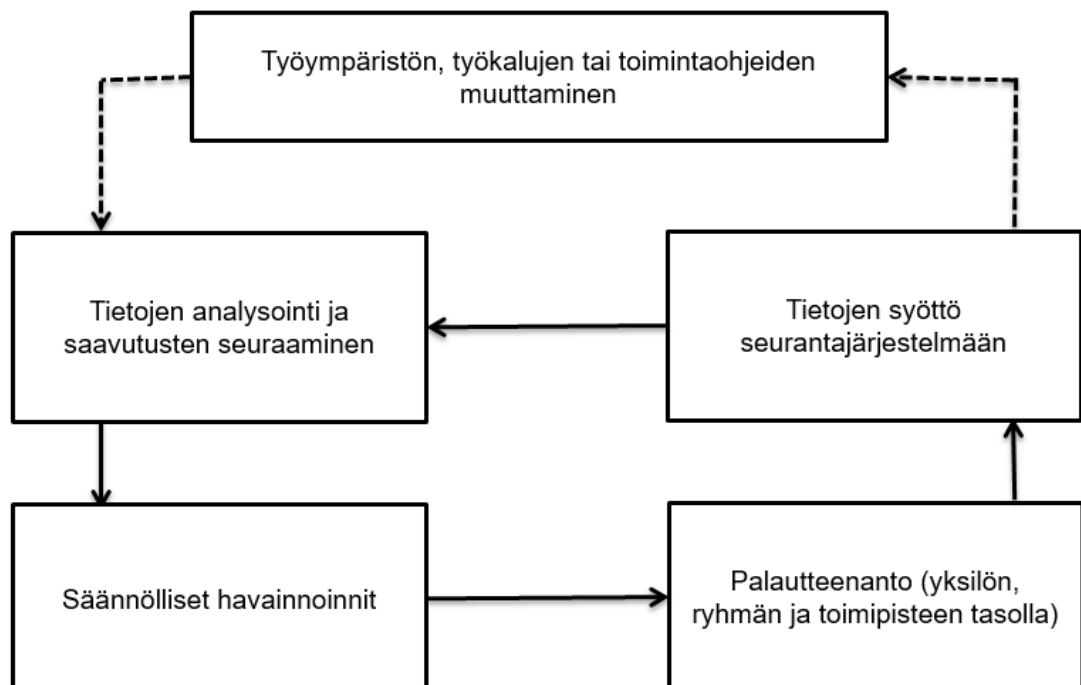 Työympäristön, työkalujen tai toimintaohjeiden
muuttaminen
Tietojen analysointi ja
saavutusten seuraaminen
Tietojen syöttö
seurantajärjestelmään
Säännölliset havainnoinnit
Palautteenanto (yksilön,
ryhmän ja toimipisteen tasolla)